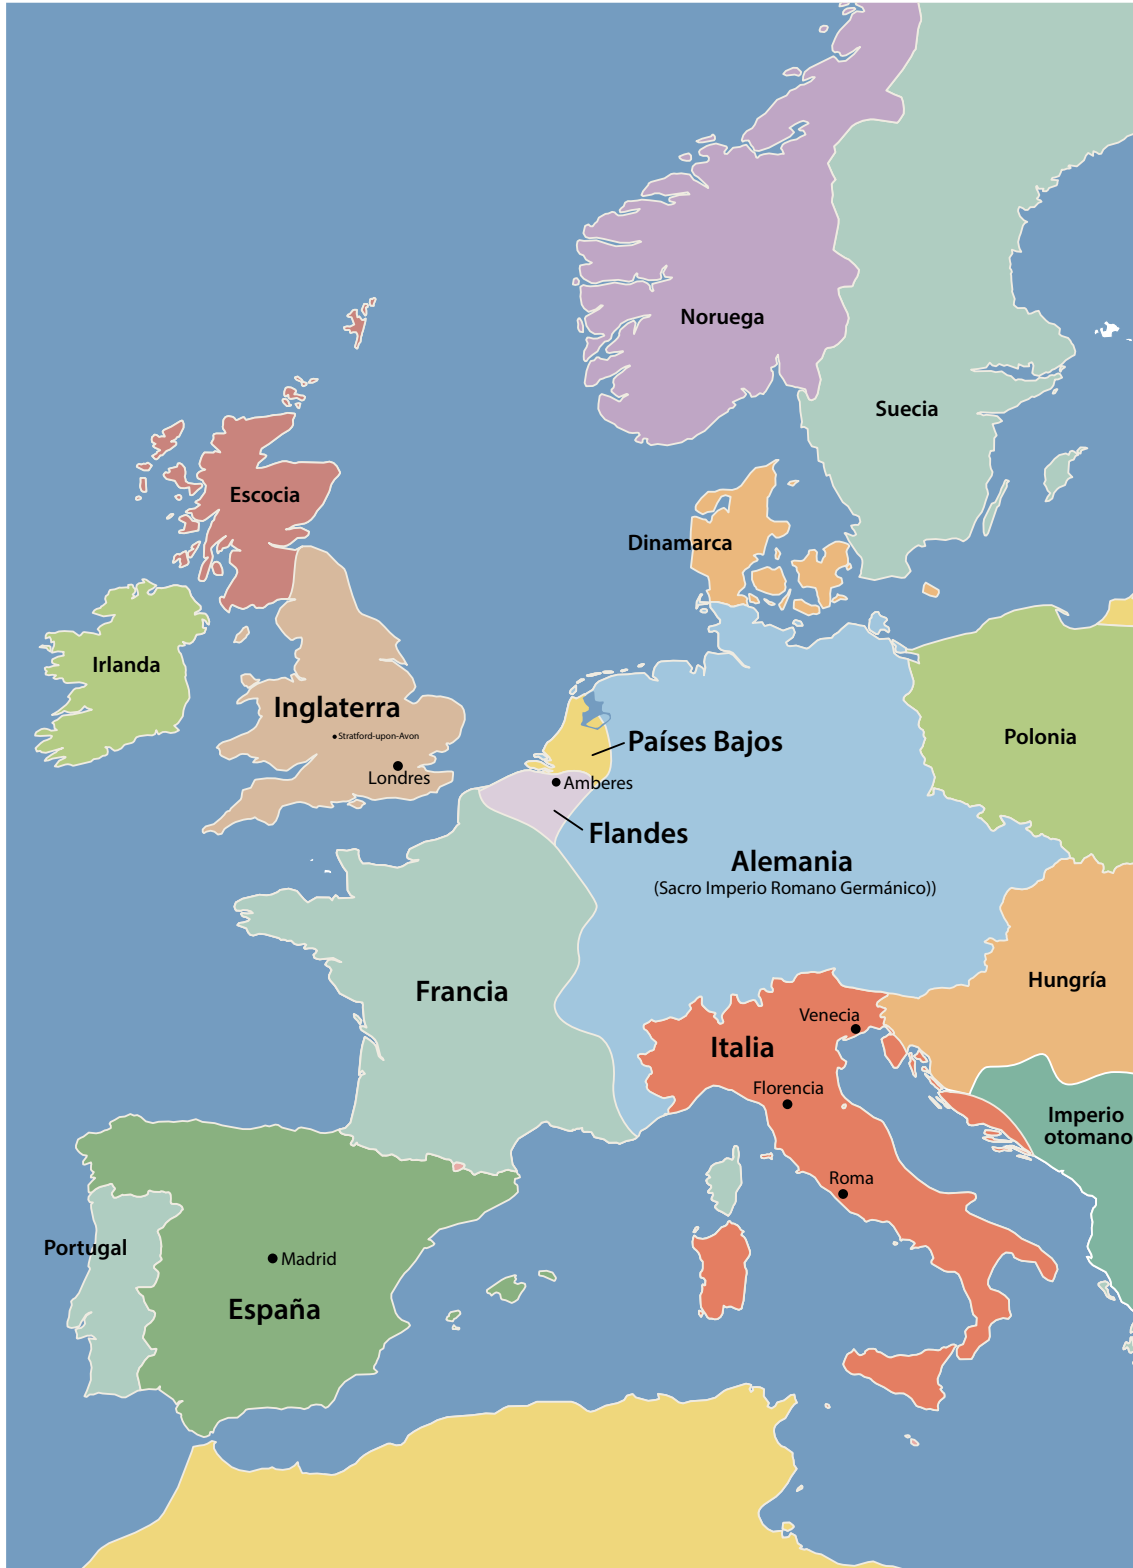 Noruega
Suecia
Escocia
Dinamarca
Irlanda
Inglaterra
Stratford-upon-Avon
Londres
Países Bajos
Polonia
Amberes
Flandes
Alemania
(Sacro Imperio Romano Germánico))
Francia
Hungría
Venecia
Italia
Florencia
Imperio
otomano
Roma
Portugal
Madrid
España